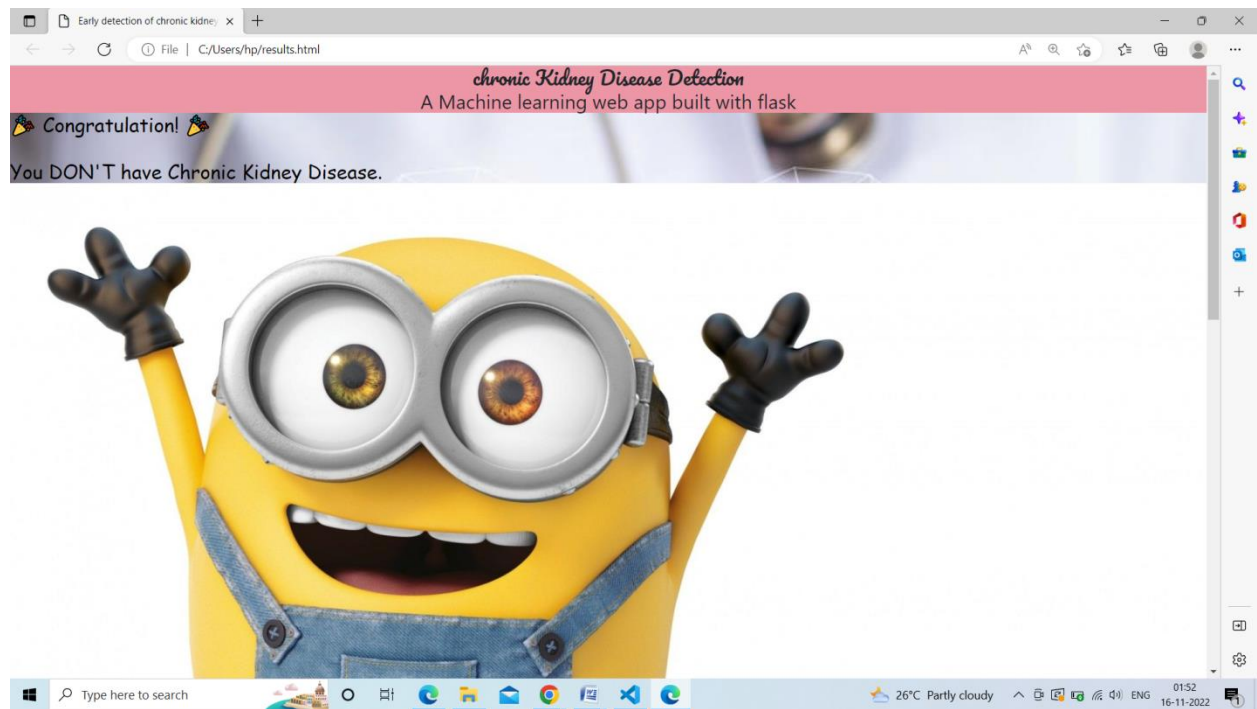 Early detection of chronic kidney
File | C:/Users/hp/results.html
chronic Kidney Disease Detection
A Machine learning web app built with flask
🎉 Congratulation! 🎉
You DON'T have Chronic Kidney Disease.
Type here to search
26°C Partly cloudy
ENG
01:52
16-11-2022
1